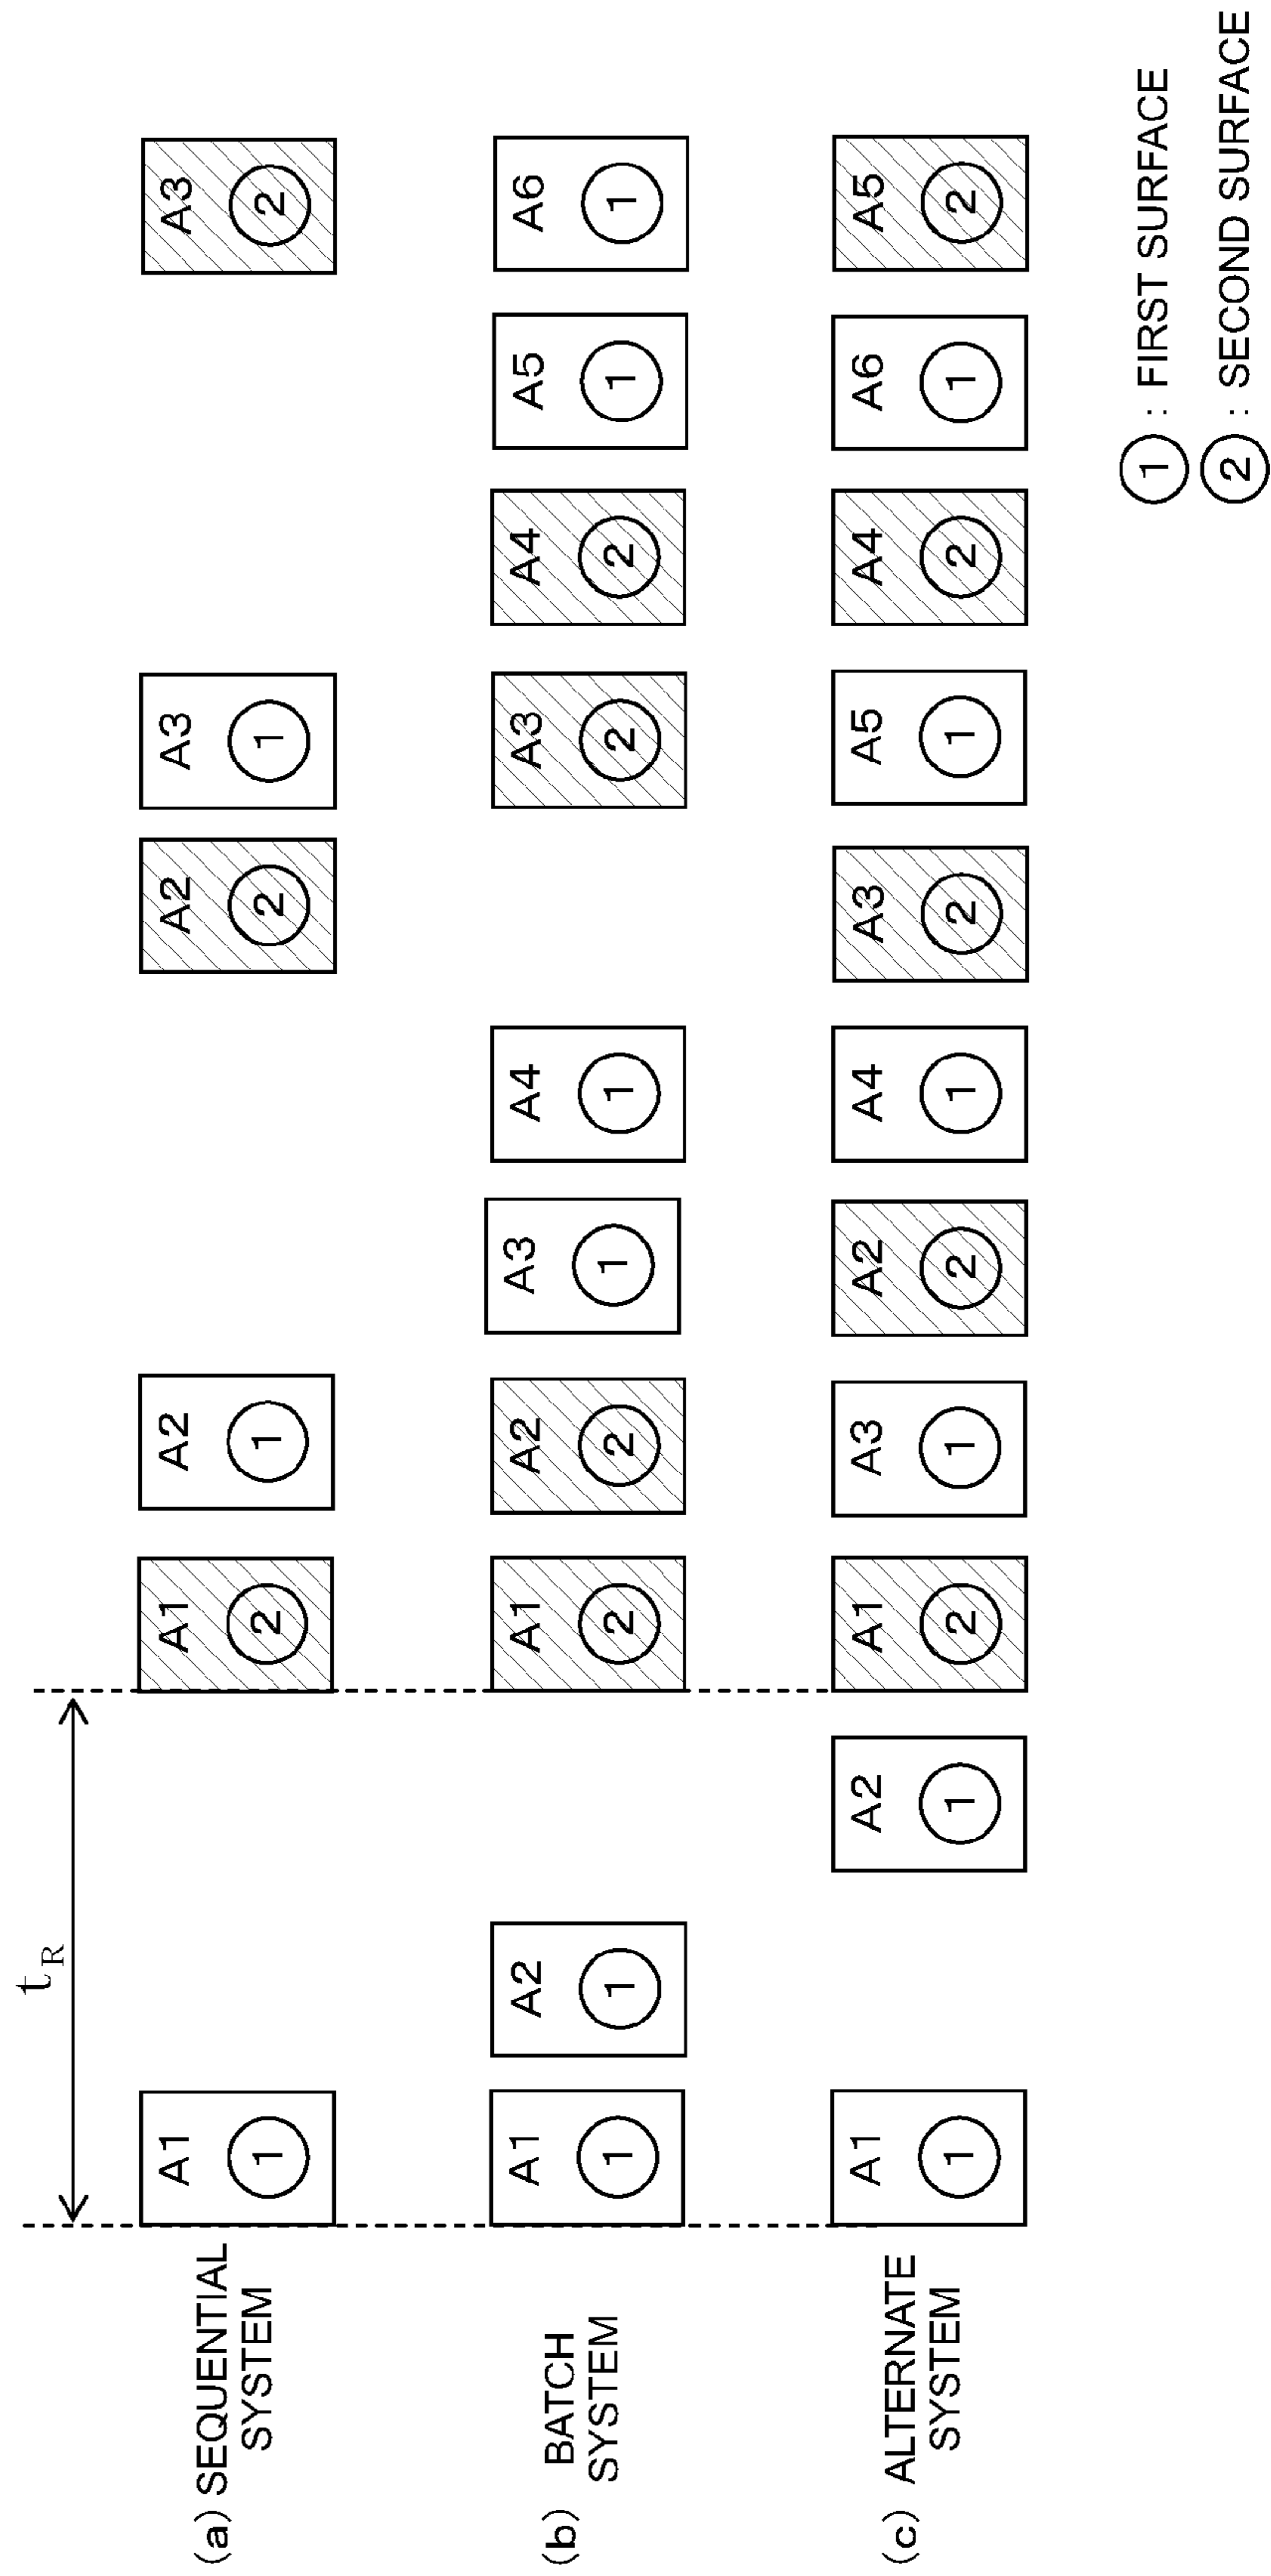 tR
(a) SEQUENTIAL
SYSTEM
A1
1
A1
2
A2
1
A2
2
A3
1
A3
2
(b) BATCH
SYSTEM
A1
1
A2
1
A1
2
A2
2
A3
1
A4
1
A3
2
A4
2
A5
1
A6
1
(c) ALTERNATE
SYSTEM
A1
1
A2
1
A1
2
A3
1
A2
2
A4
1
A3
2
A5
1
A4
2
A6
1
A5
2
1 : FIRST SURFACE
2 : SECOND SURFACE